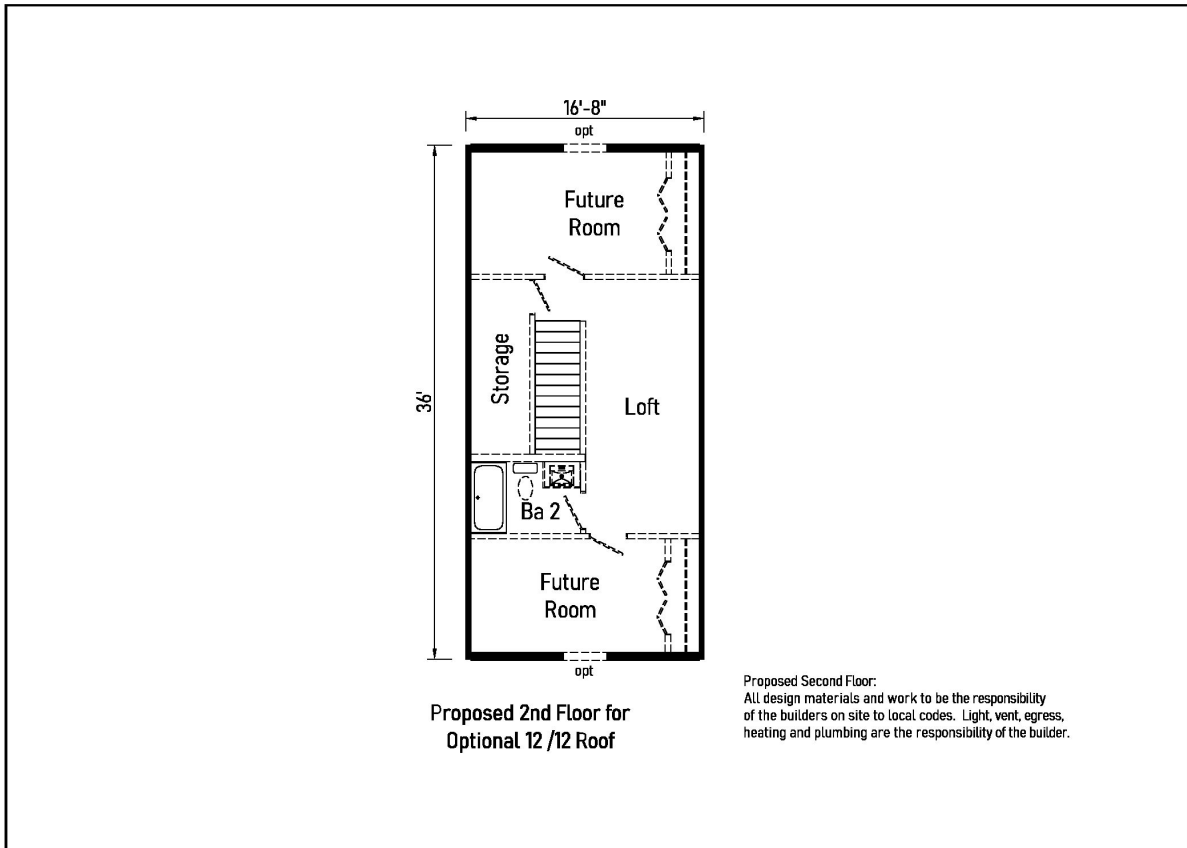 16'-8"
opt
Future
Room
36'
Storage
Loft
Ba 2
Future
Room
opt
Proposed 2nd Floor for
Optional 12 /12 Roof
Proposed Second Floor:
All design materials and work to be the responsibility
of the builders on site to local codes. Light, vent, egress,
heating and plumbing are the responsibility of the builder.